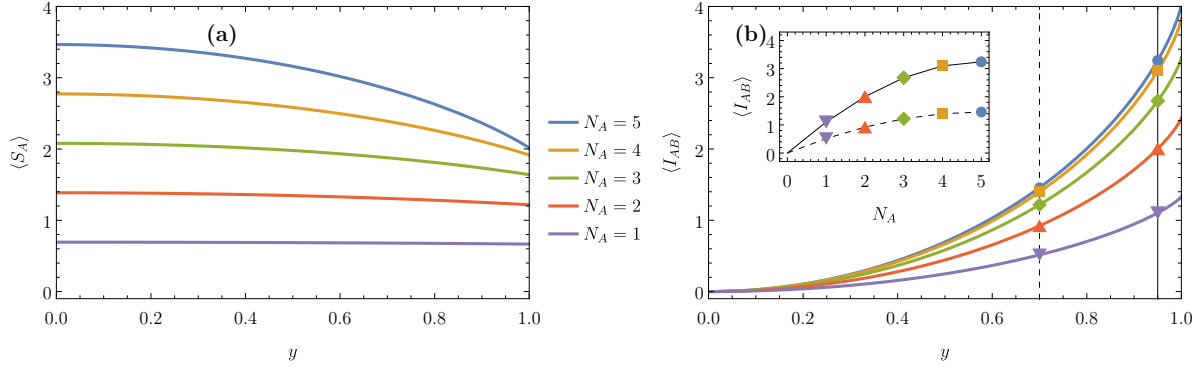 (a)
⟨S_A⟩
4
3
2
1
0
0.0 0.2 0.4 0.6 0.8 1.0
y
N_A = 5
N_A = 4
N_A = 3
N_A = 2
N_A = 1
(b)
⟨I_AB⟩
4
3
2
1
0
0.0 0.2 0.4 0.6 0.8 1.0
y
⟨I_AB⟩
4
3
2
1
0
0 1 2 3 4 5
N_A